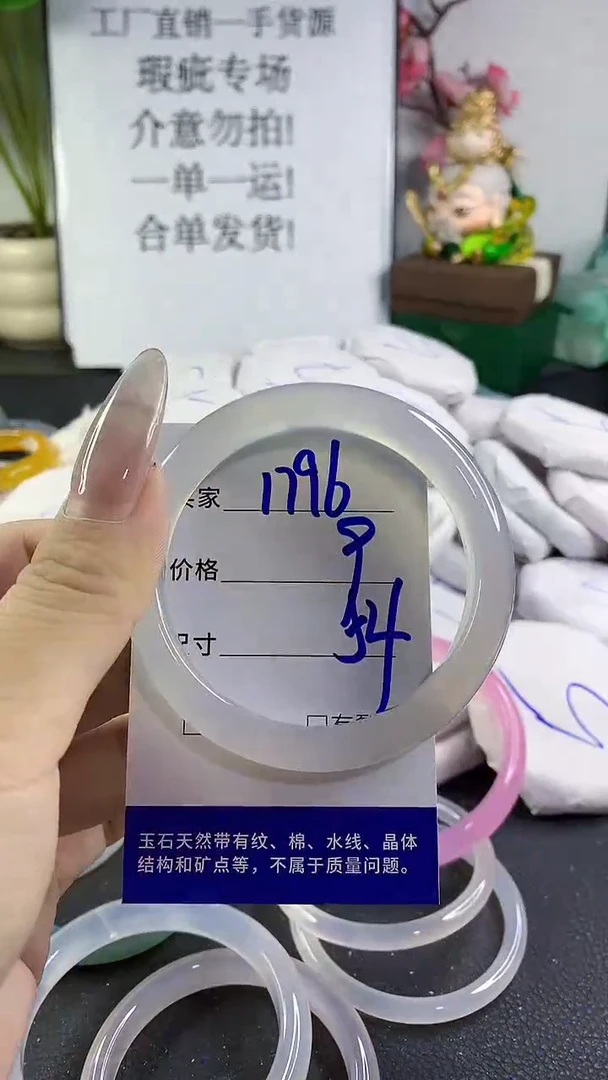 工厂直销一手货源
瑕疵专场
介意勿拍!
一单一运!
合单发货!
家 1796
价格
尺寸 54
玉石天然带有纹、棉、水线、晶体
结构和矿点等，不属于质量问题。